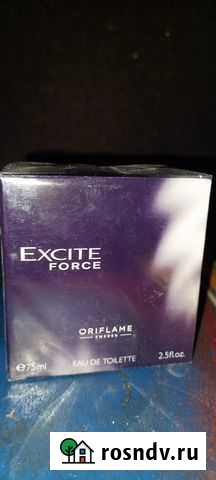 EXCITE
FORCE
ORIFLAME
SWEDEN
EAU DE TOILETTE
℮75ml 2.5fl.oz.
rosndv.ru